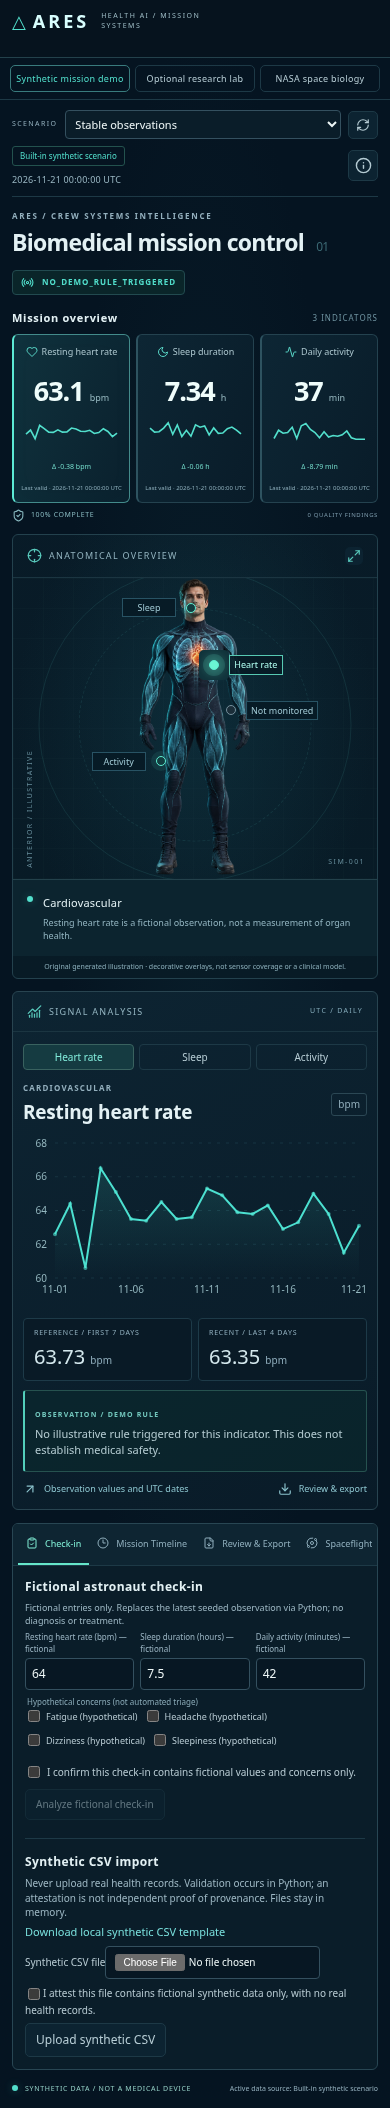 △ ARES HEALTH AI / MISSION
SYSTEMS
Synthetic mission demo
Optional research lab
NASA space biology
SCENARIO Stable observations
Built-in synthetic scenario
2026-11-21 00:00:00 UTC
ARES / CREW SYSTEMS INTELLIGENCE
Biomedical mission control 01
NO_DEMO_RULE_TRIGGERED
Mission overview 3 INDICATORS
Resting heart rate
63.1 bpm
Δ -0.38 bpm
Last valid · 2026-11-21 00:00:00 UTC
Sleep duration
7.34 h
Δ -0.06 h
Last valid · 2026-11-21 00:00:00 UTC
Daily activity
37 min
Δ -8.79 min
Last valid · 2026-11-21 00:00:00 UTC
100% COMPLETE 0 QUALITY FINDINGS
ANATOMICAL OVERVIEW
Sleep
Heart rate
Not monitored
Activity
ANTERIOR / ILLUSTRATIVE
SIM-001
Cardiovascular
Resting heart rate is a fictional observation, not a measurement of organ
health.
Original generated illustration · decorative overlays, not sensor coverage or a clinical model.
SIGNAL ANALYSIS UTC / DAILY
Heart rate Sleep Activity
CARDIOVASCULAR
Resting heart rate bpm
68
66
64
62
60
11-01 11-06 11-11 11-16 11-21
REFERENCE / FIRST 7 DAYS
63.73 bpm
RECENT / LAST 4 DAYS
63.35 bpm
OBSERVATION / DEMO RULE
No illustrative rule triggered for this indicator. This does not
establish medical safety.
Observation values and UTC dates Review & export
Check-in Mission Timeline Review & Export Spaceflight
Fictional astronaut check-in
Fictional entries only. Replaces the latest seeded observation via Python; no
diagnosis or treatment.
Resting heart rate (bpm) —
fictional
64
Sleep duration (hours) —
fictional
7.5
Daily activity (minutes) —
fictional
42
Hypothetical concerns (not automated triage)
Fatigue (hypothetical) Headache (hypothetical)
Dizziness (hypothetical) Sleepiness (hypothetical)
I confirm this check-in contains fictional values and concerns only.
Analyze fictional check-in
Synthetic CSV import
Never upload real health records. Validation occurs in Python; an
attestation is not independent proof of provenance. Files stay in
memory.
Download local synthetic CSV template
Synthetic CSV file Choose File No file chosen
I attest this file contains fictional synthetic data only, with no real
health records.
Upload synthetic CSV
SYNTHETIC DATA / NOT A MEDICAL DEVICE Active data source: Built-in synthetic scenario